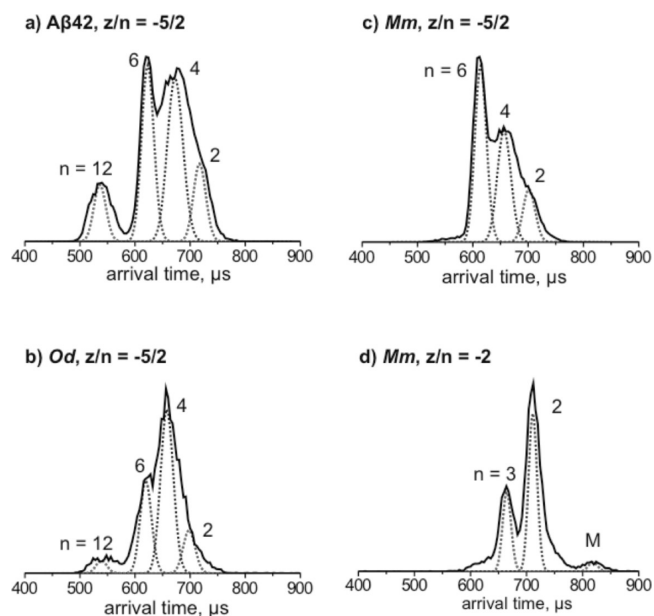 a) Aβ42, z/n = -5/2
n = 12
6
4
2
400 500 600 700 800 900
arrival time, μs
c) Mm, z/n = -5/2
n = 6
4
2
400 500 600 700 800 900
arrival time, μs
b) Od, z/n = -5/2
n = 12
6
4
2
400 500 600 700 800 900
arrival time, μs
d) Mm, z/n = -2
n = 3
2
M
400 500 600 700 800 900
arrival time, μs